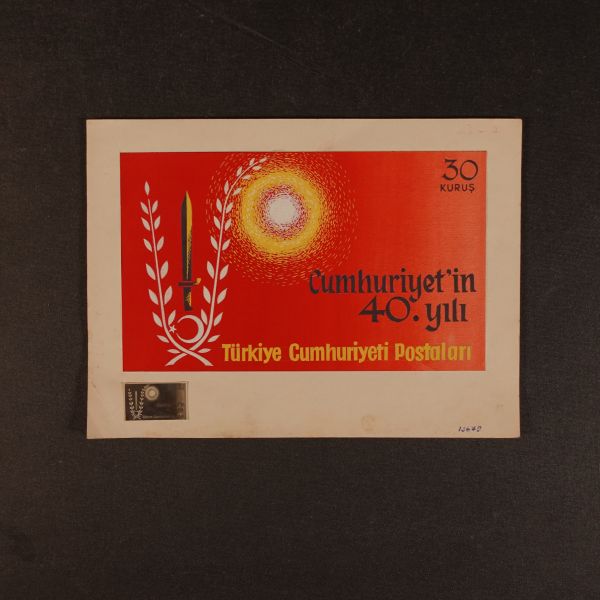 30
KURUŞ
Cumhuriyet'in
40. yılı
Türkiye Cumhuriyeti Postaları